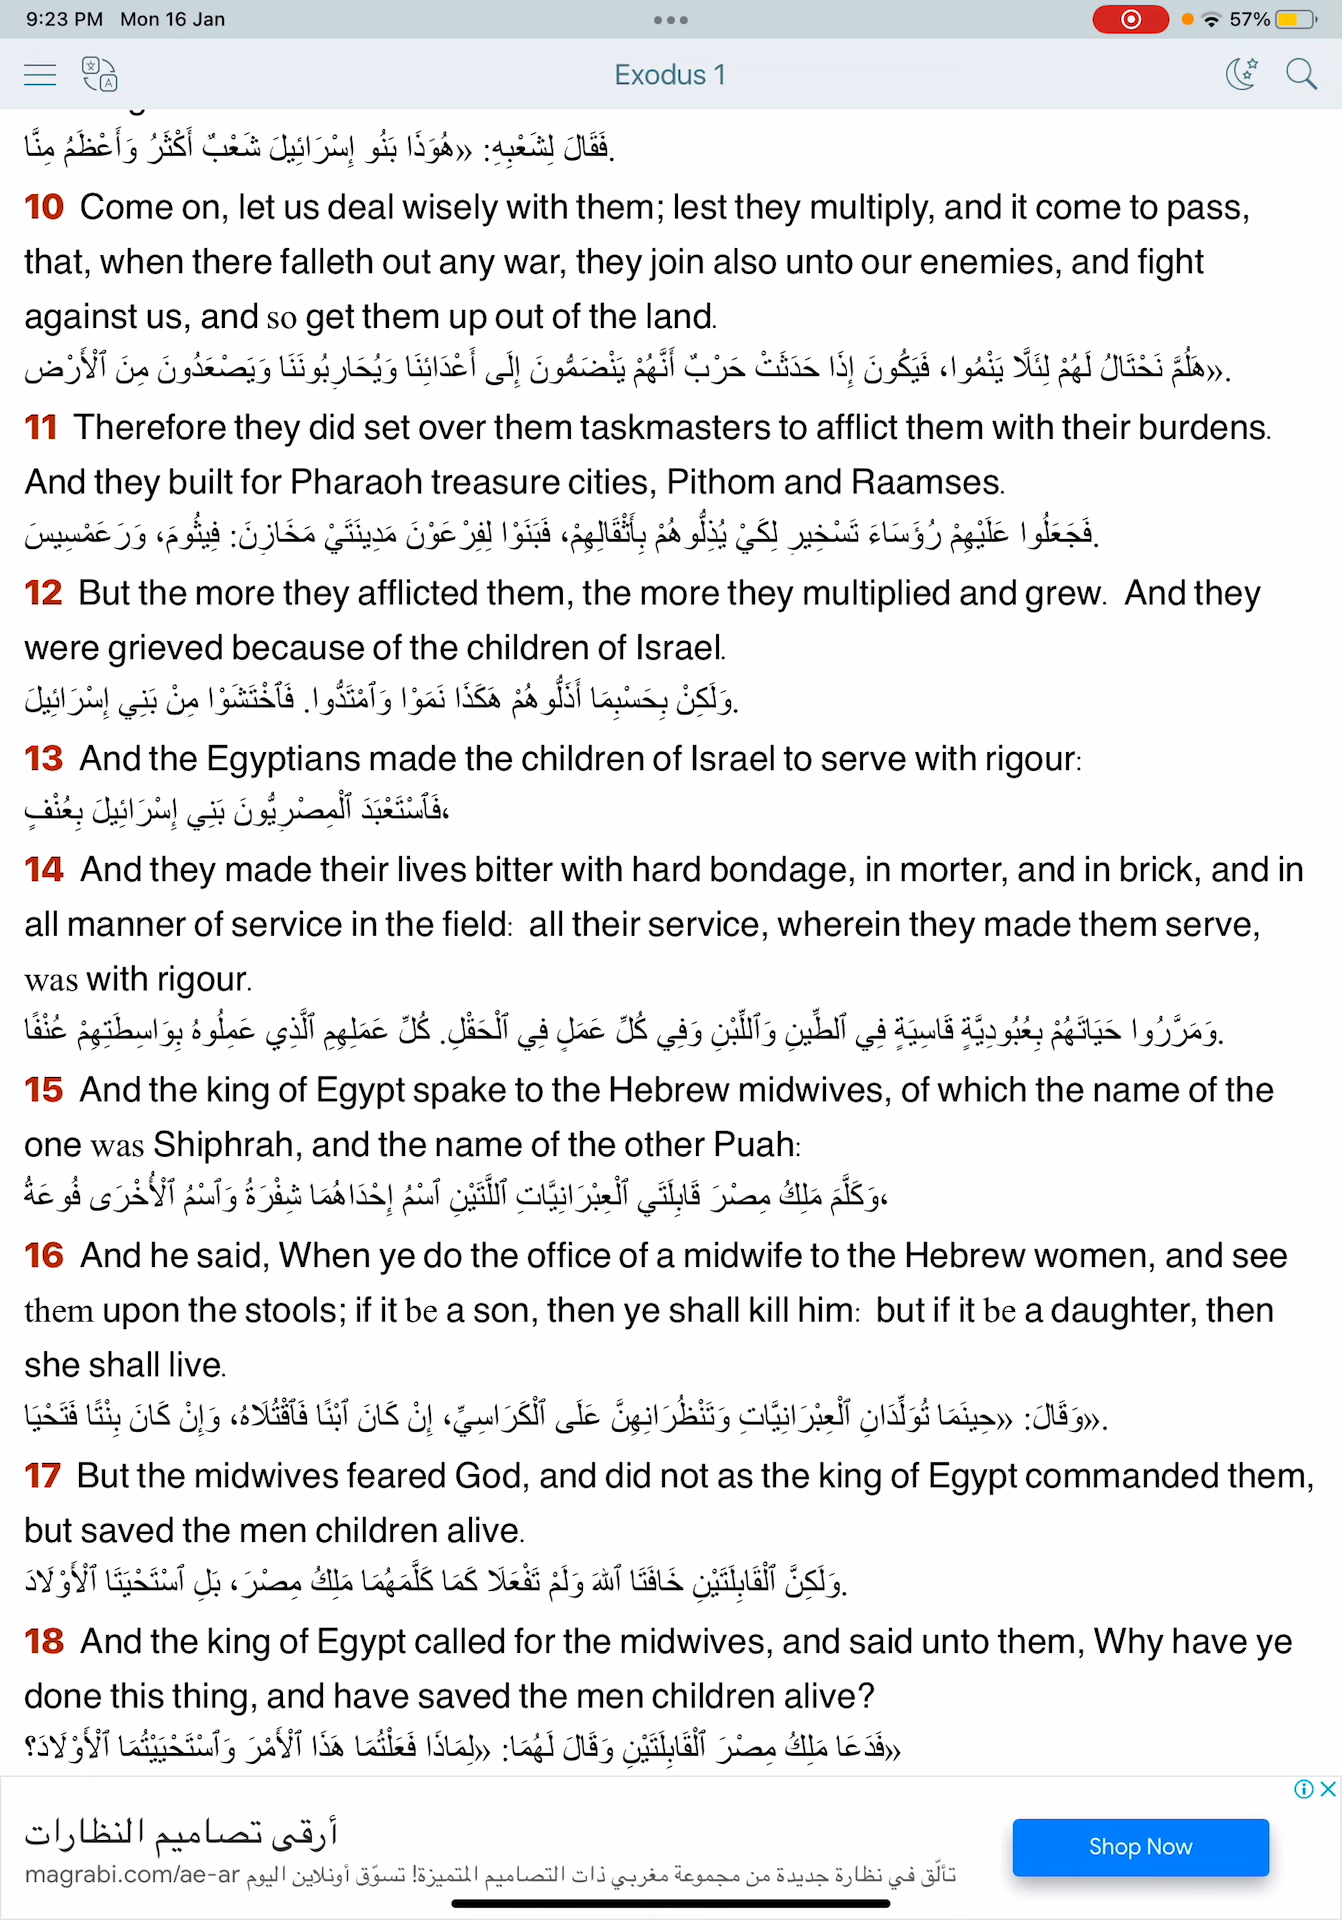 9:23 PM Mon 16 Jan
57%
Exodus 1
فَقَالَ لِشَعْبِهِ: «هُوَذَا بَنُو إِسْرَائِيلَ شَعْبٌ أَكْثَرُ وَأَعْظَمُ مِنَّا.
10 Come on, let us deal wisely with them; lest they multiply, and it come to pass,
that, when there falleth out any war, they join also unto our enemies, and fight
against us, and so get them up out of the land.
هَلُمَّ نَحْتَالُ لَهُمْ لِئَلَّا يَنْمُوا، فَيَكُونَ إِذَا حَدَثَتْ حَرْبٌ أَنَّهُمْ يَنْضَمُّونَ إِلَى أَعْدَائِنَا وَيُحَارِبُونَنَا وَيَصْعَدُونَ مِنَ ٱلْأَرْضِ».
11 Therefore they did set over them taskmasters to afflict them with their burdens.
And they built for Pharaoh treasure cities, Pithom and Raamses.
فَجَعَلُوا عَلَيْهِمْ رُؤَسَاءَ تَسْخِيرٍ لِكَيْ يُذِلُّوهُمْ بِأَثْقَالِهِمْ، فَبَنَوْا لِفِرْعَوْنَ مَدِينَتَيْ مَخَازِنَ: فِيثُومَ، وَرَعَمْسِيسَ.
12 But the more they afflicted them, the more they multiplied and grew. And they
were grieved because of the children of Israel.
وَلَكِنْ بِحَسْبِمَا أَذَلُّوهُمْ هَكَذَا نَمَوْا وَٱمْتَدُّوا. فَٱخْتَشَوْا مِنْ بَنِي إِسْرَائِيلَ.
13 And the Egyptians made the children of Israel to serve with rigour:
فَٱسْتَعْبَدَ ٱلْمِصْرِيُّونَ بَنِي إِسْرَائِيلَ بِعُنْفٍ،
14 And they made their lives bitter with hard bondage, in morter, and in brick, and in
all manner of service in the field: all their service, wherein they made them serve,
was with rigour.
وَمَرَّرُوا حَيَاتَهُمْ بِعُبُودِيَّةٍ قَاسِيَةٍ فِي ٱلطِّينِ وَٱللِّبْنِ وَفِي كُلِّ عَمَلٍ فِي ٱلْحَقْلِ. كُلِّ عَمَلِهِمِ ٱلَّذِي عَمِلُوهُ بِوَاسِطَتِهِمْ عُنْفًا.
15 And the king of Egypt spake to the Hebrew midwives, of which the name of the
one was Shiphrah, and the name of the other Puah:
وَكَلَّمَ مَلِكُ مِصْرَ قَابِلَتَيِ ٱلْعِبْرَانِيَّاتِ ٱللَّتَيْنِ ٱسْمُ إِحْدَاهُمَا شِفْرَةُ وَٱسْمُ ٱلْأُخْرَى فُوعَةُ،
16 And he said, When ye do the office of a midwife to the Hebrew women, and see
them upon the stools; if it be a son, then ye shall kill him: but if it be a daughter, then
she shall live.
وَقَالَ: «حِينَمَا تُوَلِّدَانِ ٱلْعِبْرَانِيَّاتِ وَتَنْظُرَانِهِنَّ عَلَى ٱلْكَرَاسِيِّ، إِنْ كَانَ ٱبْنًا فَٱقْتُلَاهُ، وَإِنْ كَانَ بِنْتًا فَتَحْيَا».
17 But the midwives feared God, and did not as the king of Egypt commanded them,
but saved the men children alive.
وَلَكِنَّ ٱلْقَابِلَتَيْنِ خَافَتَا ٱللهَ وَلَمْ تَفْعَلَا كَمَا كَلَّمَهُمَا مَلِكُ مِصْرَ، بَلِ ٱسْتَحْيَتَا ٱلْأَوْلَادَ.
18 And the king of Egypt called for the midwives, and said unto them, Why have ye
done this thing, and have saved the men children alive?
فَدَعَا مَلِكُ مِصْرَ ٱلْقَابِلَتَيْنِ وَقَالَ لَهُمَا: «لِمَاذَا فَعَلْتُمَا هَذَا ٱلْأَمْرَ وَٱسْتَحْيَيْتُمَا ٱلْأَوْلَادَ؟»
أرقى تصاميم النظارات
تألّق في نظارة جديدة من مجموعة مغربي ذات التصاميم المتميزة! تسوّق أونلاين اليوم magrabi.com/ae-ar
Shop Now